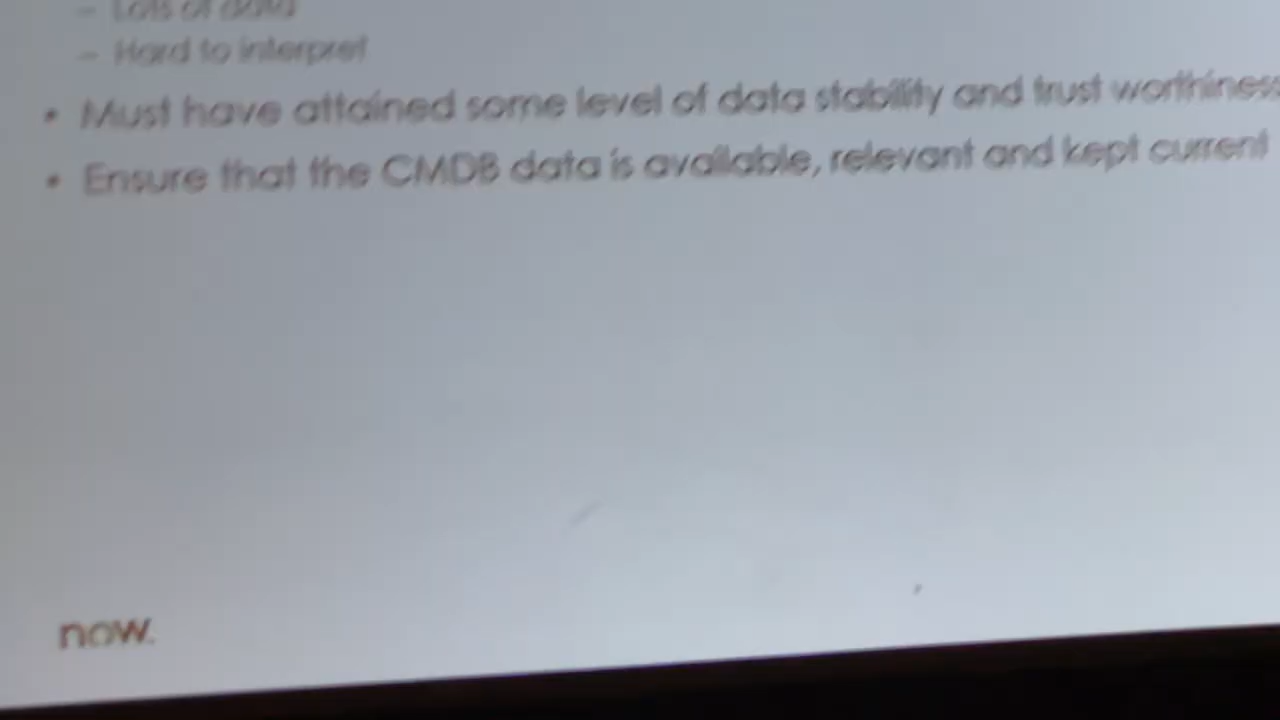 – Lots of data
– Hard to interpret
• Must have attained some level of data stability and trust worthiness
• Ensure that the CMDB data is available, relevant and kept current
now.